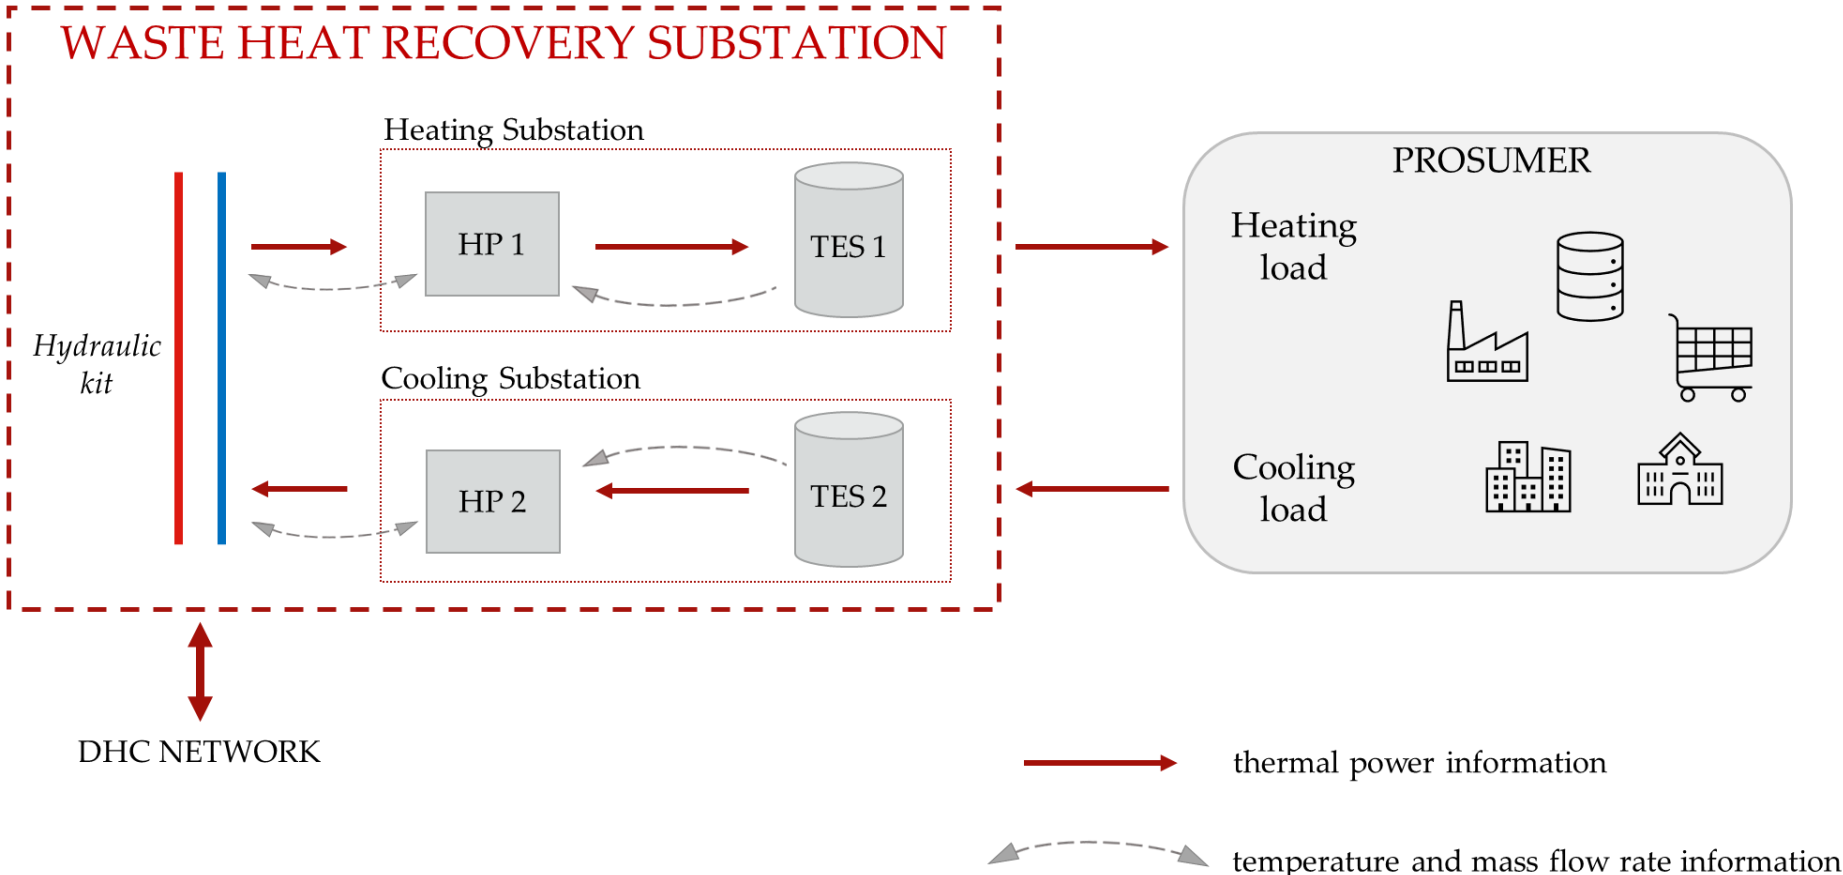 WASTE HEAT RECOVERY SUBSTATION
Heating Substation
HP 1
TES 1
Hydraulic
kit
Cooling Substation
HP 2
TES 2
PROSUMER
Heating
load
Cooling
load
DHC NETWORK
thermal power information
temperature and mass flow rate information